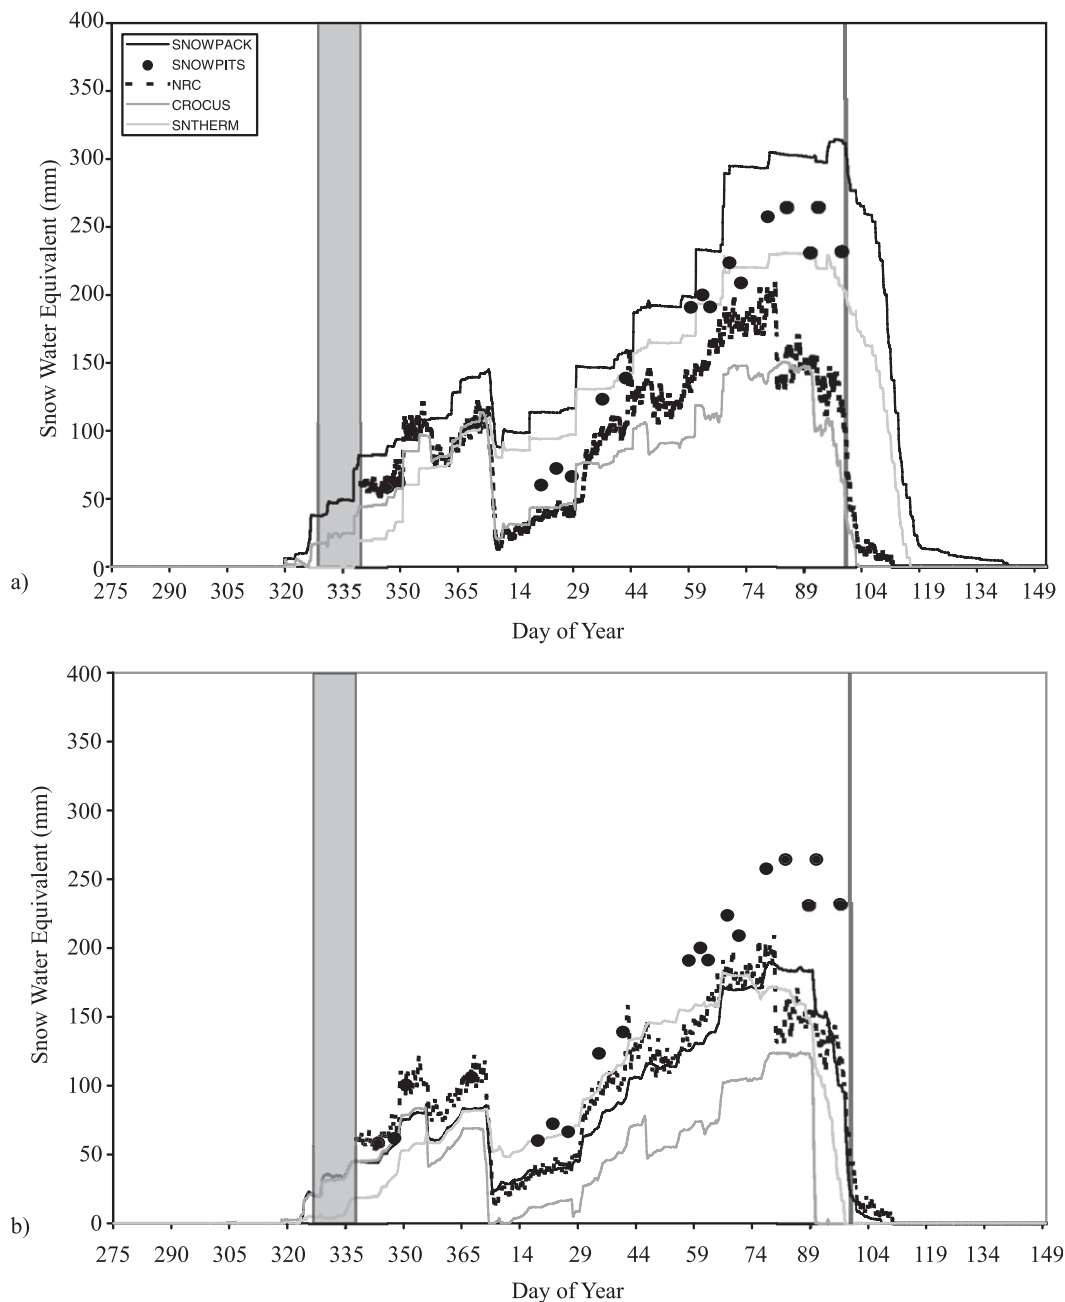 400
350
300
250
200
150
100
50
0
Snow Water Equivalent (mm)
SNOWPACK
SNOWPITS
NRC
CROCUS
SNTHERM
275 290 305 320 335 350 365 14 29 44 59 74 89 104 119 134 149
Day of Year
a)
400
350
300
250
200
150
100
50
0
Snow Water Equivalent (mm)
275 290 305 320 335 350 365 14 29 44 59 74 89 104 119 134 149
Day of Year
b)